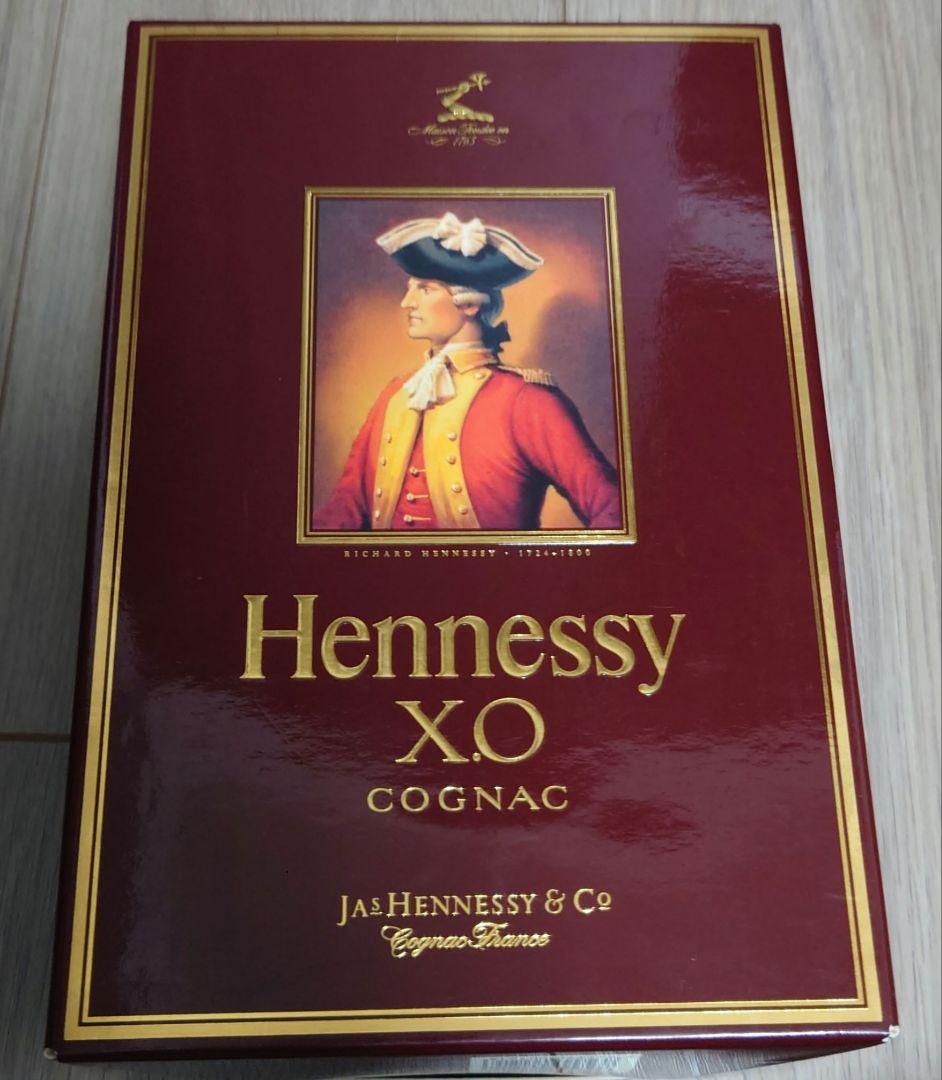 Maison Fondée en
1765
RICHARD HENNESSY • 1724 • 1800
Hennessy
X.O
COGNAC
JAS HENNESSY & Co
Cognac France